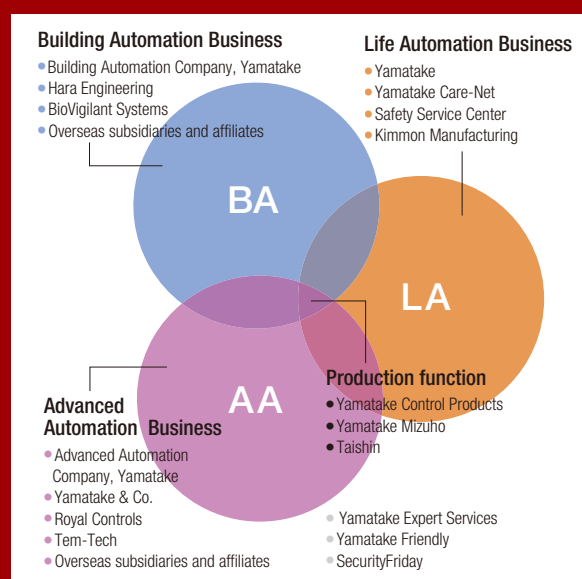 Building Automation Business
Building Automation Company, Yamatake
Hara Engineering
BioVigilant Systems
Overseas subsidiaries and affiliates
Life Automation Business
Yamatake
Yamatake Care-Net
Safety Service Center
Kimmon Manufacturing
BA
LA
AA
Production function
Yamatake Control Products
Yamatake Mizuho
Taishin
Advanced
Automation Business
Advanced Automation
Company, Yamatake
Yamatake & Co.
Royal Controls
Tem-Tech
Overseas subsidiaries and affiliates
Yamatake Expert Services
Yamatake Friendly
SecurityFriday